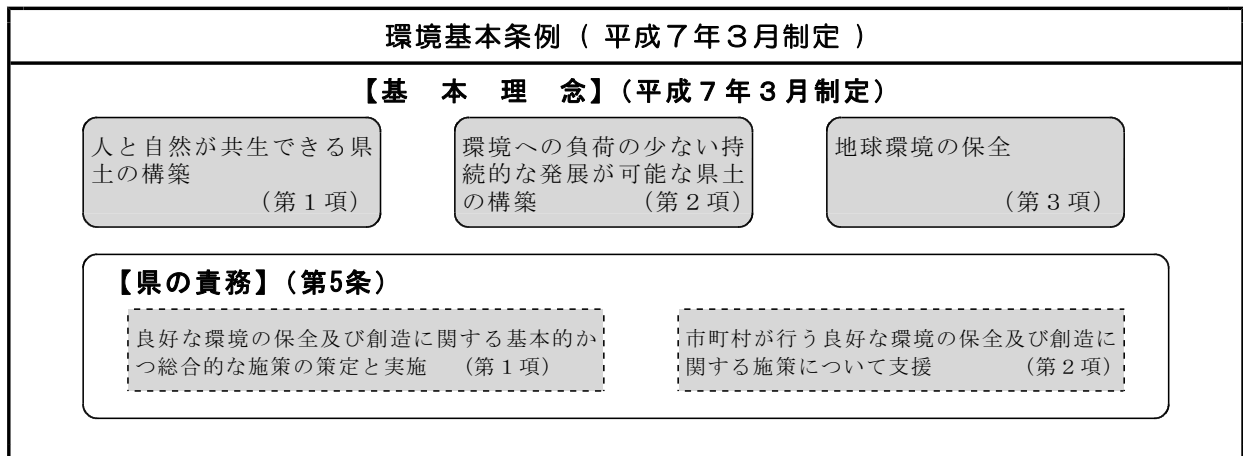 環境基本条例（平成７年３月制定）
【基　本　理　念】（平成７年３月制定）
人と自然が共生できる県
土の構築
（第１項）
環境への負荷の少ない持
続的な発展が可能な県土
の構築　（第２項）
地球環境の保全
（第３項）
【県の責務】（第5条）
良好な環境の保全及び創造に関する基本的か
つ総合的な施策の策定と実施　（第１項）
市町村が行う良好な環境の保全及び創造に
関する施策について支援　（第２項）